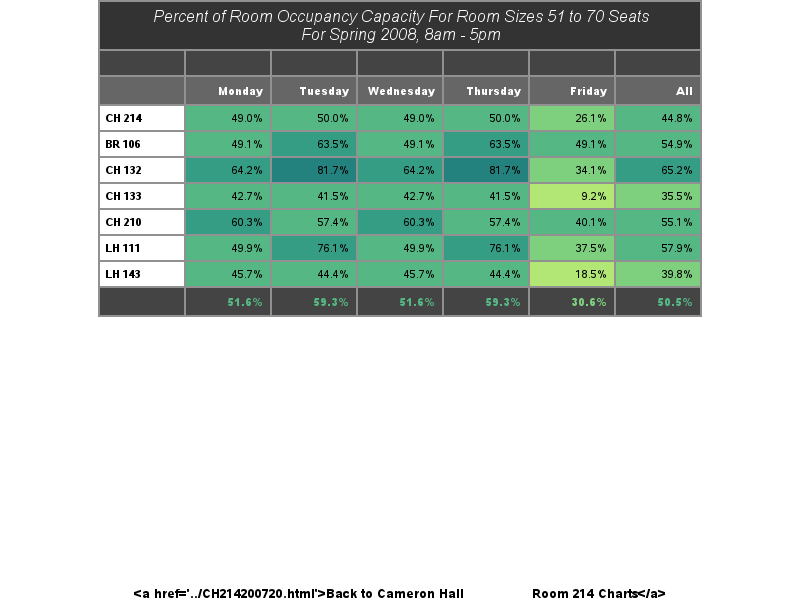 Percent of Room Occupancy Capacity For Room Sizes 51 to 70 Seats
For Spring 2008, 8am - 5pm
Monday Tuesday Wednesday Thursday Friday All
CH 214 49.0% 50.0% 49.0% 50.0% 26.1% 44.8%
BR 106 49.1% 63.5% 49.1% 63.5% 49.1% 54.9%
CH 132 64.2% 81.7% 64.2% 81.7% 34.1% 65.2%
CH 133 42.7% 41.5% 42.7% 41.5% 9.2% 35.5%
CH 210 60.3% 57.4% 60.3% 57.4% 40.1% 55.1%
LH 111 49.9% 76.1% 49.9% 76.1% 37.5% 57.9%
LH 143 45.7% 44.4% 45.7% 44.4% 18.5% 39.8%
51.6% 59.3% 51.6% 59.3% 30.6% 50.5%
<a href='../CH214200720.html'>Back to Cameron Hall Room 214 Charts</a>